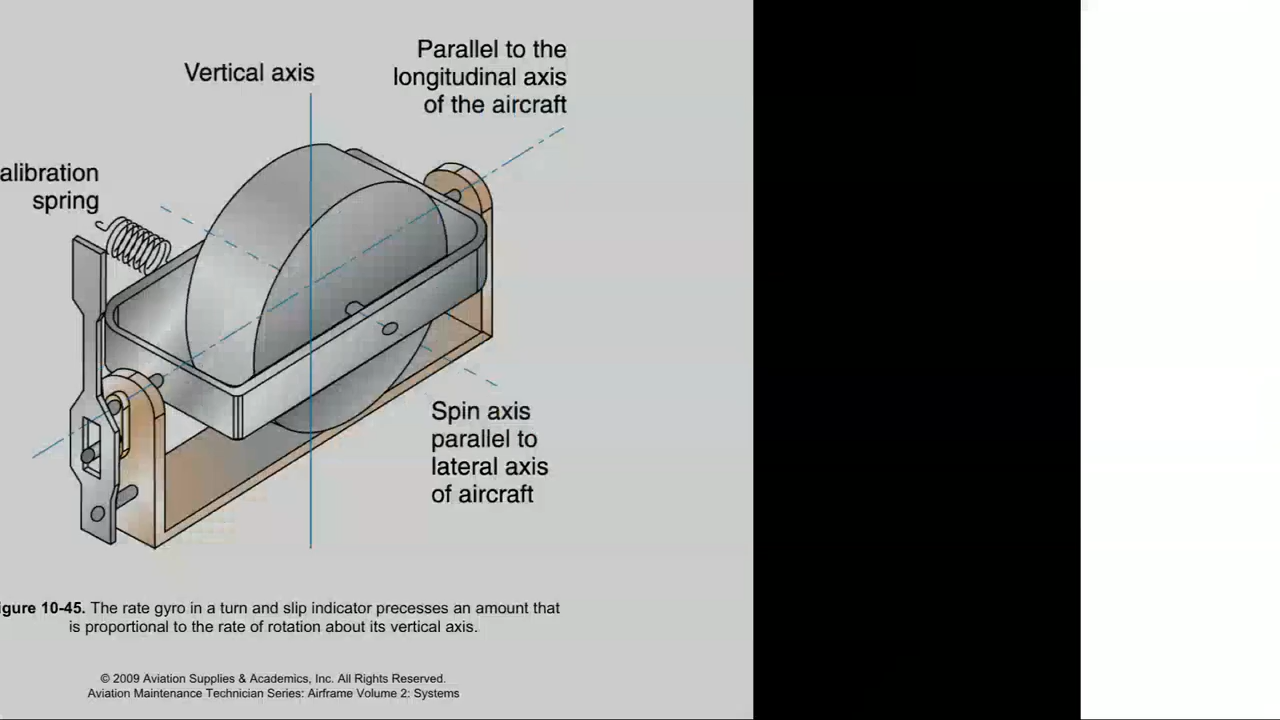 Vertical axis
Parallel to the
longitudinal axis
of the aircraft
alibration
spring
Spin axis
parallel to
lateral axis
of aircraft
igure 10-45. The rate gyro in a turn and slip indicator precesses an amount that
is proportional to the rate of rotation about its vertical axis.
© 2009 Aviation Supplies & Academics, Inc. All Rights Reserved.
Aviation Maintenance Technician Series: Airframe Volume 2: Systems